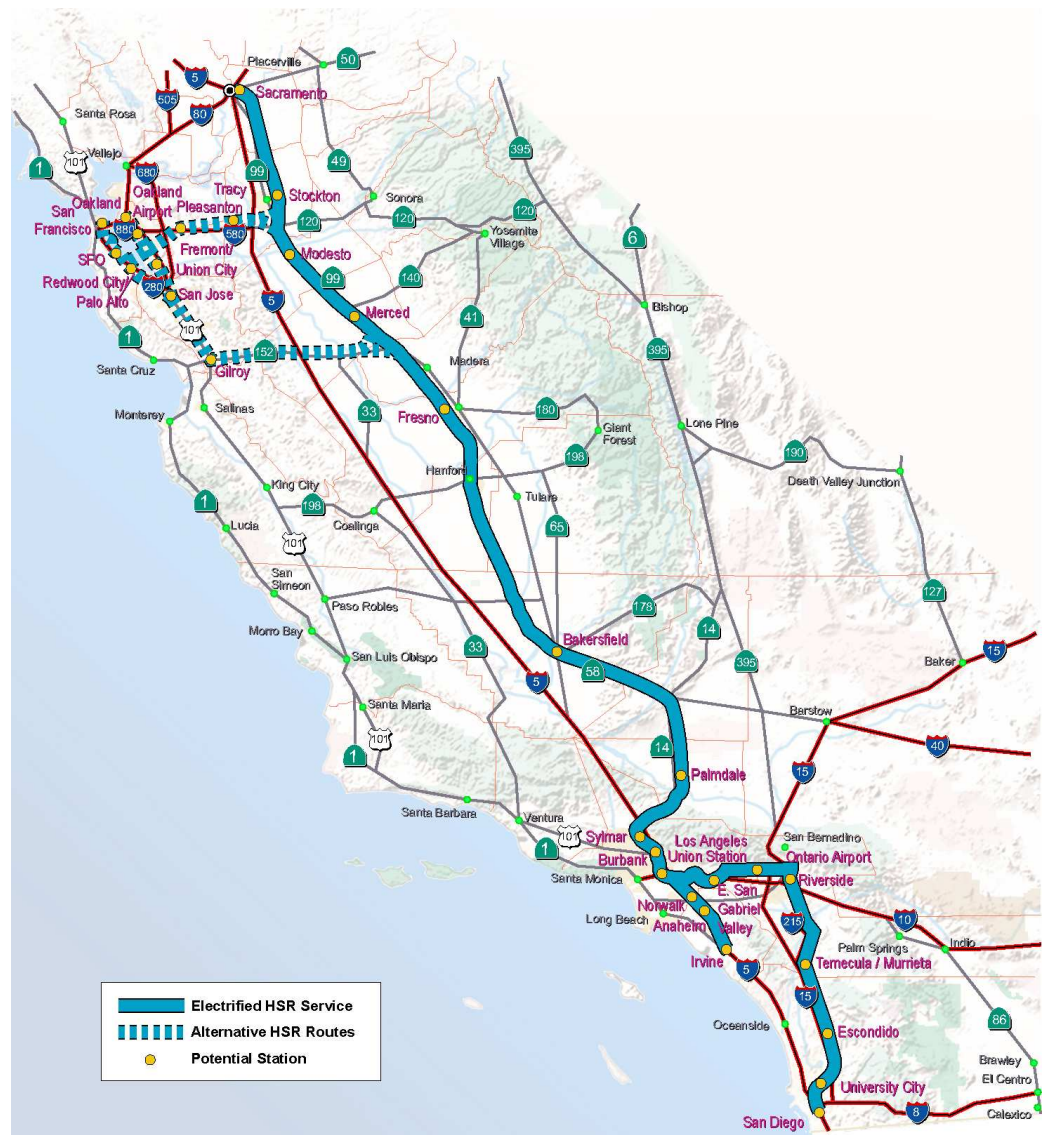 Placerville
50
5
Sacramento
505
80
Santa Rosa
395
101
Vallejo
49
1
680
99
Oakland
Tracy
Stockton
Sonora
Oakland
Airport
Pleasanton
San
Francisco
880
580
120
120
120
Yosemite
Village
6
SFO
Fremont/
Union City
Modesto
Redwood City/
Palo Alto
280
San Jose
99
140
5
Bishop
101
Merced
41
1
395
152
Madera
Santa Cruz
Gilroy
Monterey
Salinas
33
Fresno
180
Giant
Forest
Lone Pine
190
198
Hanford
Death Valley Junction
King City
Tulare
1
198
Coalinga
65
Lucia
101
San
Simeon
127
Paso Robles
178
14
Morro Bay
Bakersfield
33
San Luis Obispo
58
395
Baker
15
5
Santa Maria
Barstow
101
1
14
40
Palmdale
15
Santa Barbara
Ventura
101
Sylmar
Los Angeles
Union Station
San Bernadino
1
Burbank
Ontario Airport
Santa Monica
E. San
Gabriel
Valley
Riverside
Norwalk
Long Beach
Anaheim
215
10
Palm Springs
Indio
Irvine
5
Temecula / Murrieta
15
Electrified HSR Service
Alternative HSR Routes
Potential Station
Oceanside
Escondido
86
Brawley
University City
El Centro
San Diego
8
Calexico